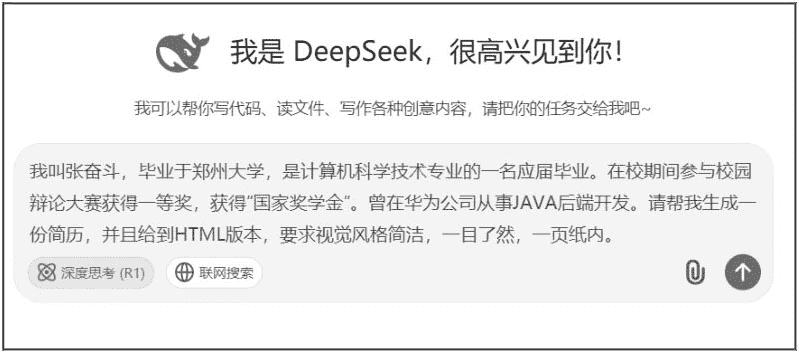 我是 DeepSeek，很高兴见到你！
我可以帮你写代码、读文件、写作各种创意内容，请把你的任务交给我吧~
我叫张奋斗，毕业于郑州大学，是计算机科学技术专业的一名应届毕业。在校期间参与校园
辩论大赛获得一等奖，获得“国家奖学金”。曾在华为公司从事JAVA后端开发。请帮我生成一
份简历，并且给到HTML版本，要求视觉风格简洁，一目了然，一页纸内。
深度思考 (R1) 联网搜索